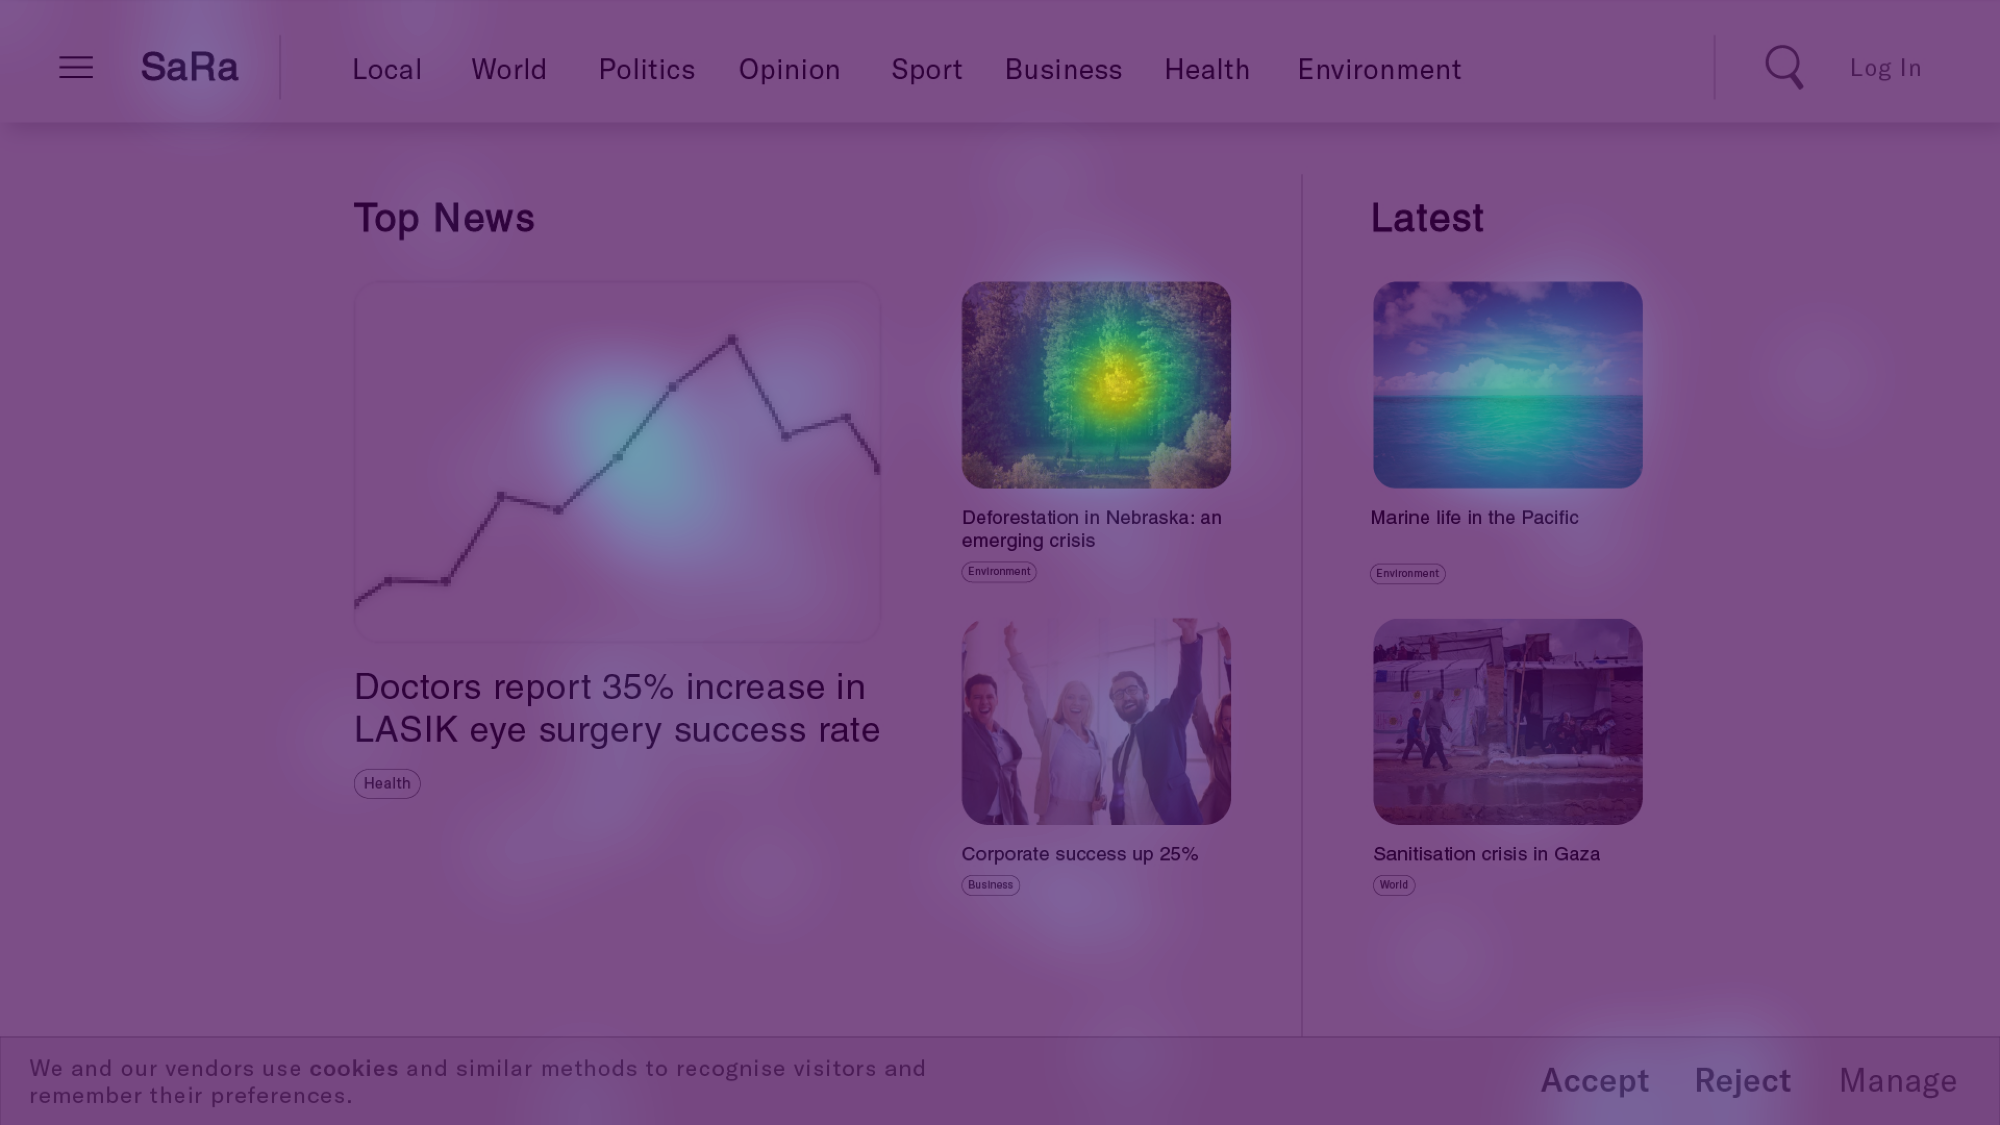 SaRa
Local World Politics Opinion Sport Business Health Environment
Log In
Top News
Doctors report 35% increase in
LASIK eye surgery success rate
Health
Deforestation in Nebraska: an
emerging crisis
Environment
Corporate success up 25%
Business
Latest
Marine life in the Pacific
Environment
Sanitisation crisis in Gaza
World
We and our vendors use cookies and similar methods to recognise visitors and
remember their preferences.
Accept Reject Manage